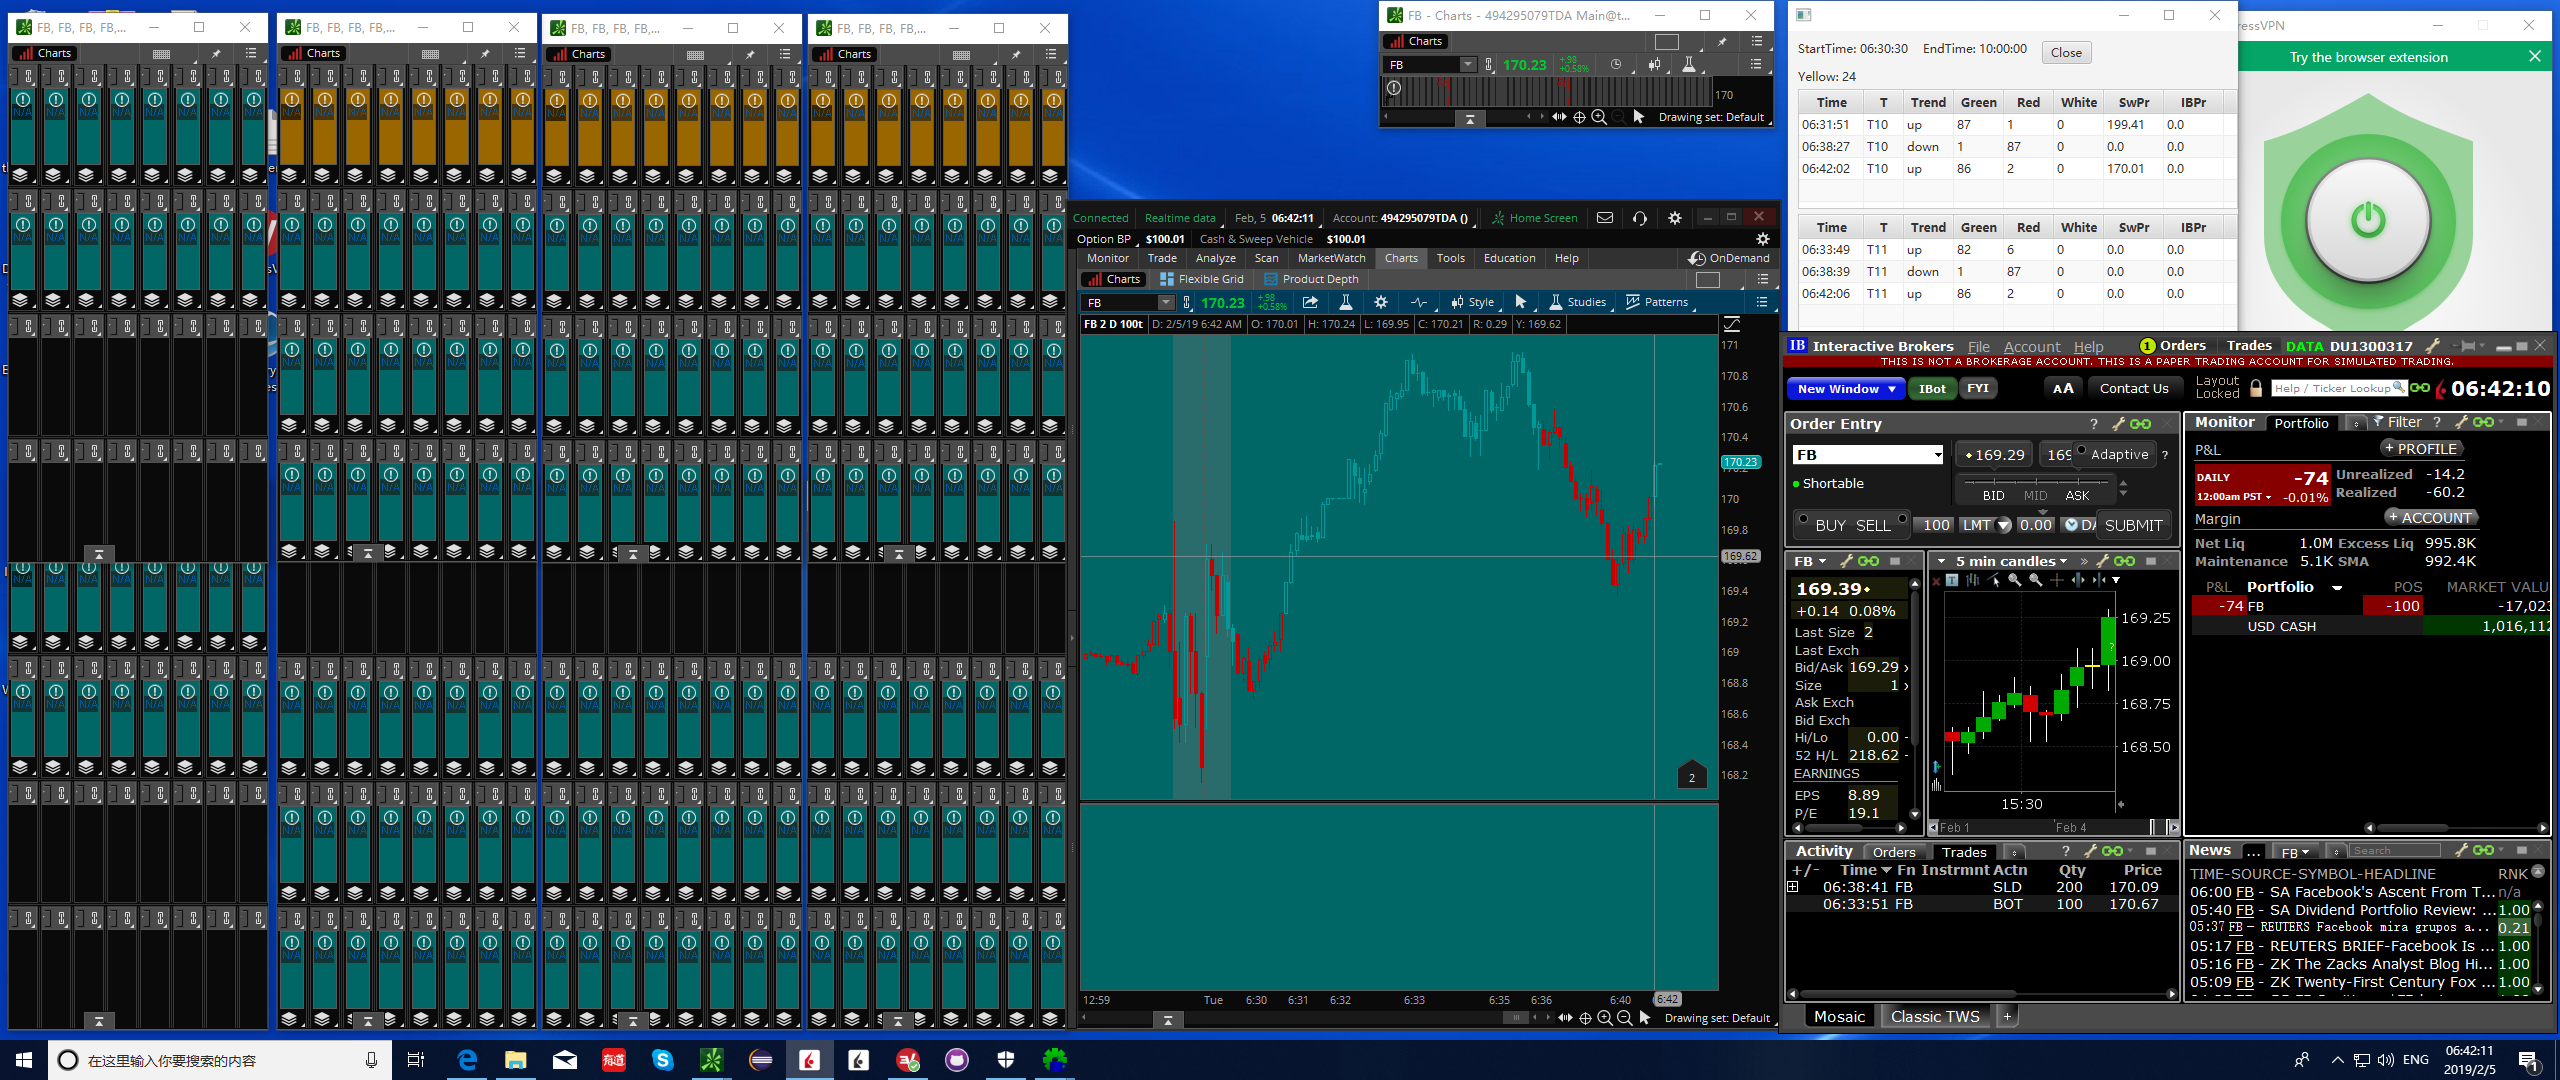 FB, FB, FB, FB,...
FB, FB, FB, FB,...
FB, FB, FB, FB,...
FB, FB, FB, FB,...
Charts
Charts
Charts
Charts
FB - Charts - 494295079TDA Main@t...
Charts
FB
170.23
+.98
+0.58%
170
Drawing set: Default
StartTime: 06:30:30 EndTime: 10:00:00 Close
Yellow: 24
Time T Trend Green Red White SwPr IBPr
06:31:51 T10 up 87 1 0 199.41 0.0
06:38:27 T10 down 1 87 0 0.0 0.0
06:42:02 T10 up 86 2 0 170.01 0.0
Time T Trend Green Red White SwPr IBPr
06:33:49 T11 up 82 6 0 0.0 0.0
06:38:39 T11 down 1 87 0 0.0 0.0
06:42:06 T11 up 86 2 0 0.0 0.0
ressVPN
Try the browser extension
Connected Realtime data Feb, 5 06:42:11 Account: 494295079TDA () Home Screen
Option BP $100.01 Cash & Sweep Vehicle $100.01
Monitor Trade Analyze Scan MarketWatch Charts Tools Education Help OnDemand
Charts Flexible Grid Product Depth
FB 170.23 +.98 +0.58% Style Studies Patterns
FB 2 D 100t D: 2/5/19 6:42 AM O: 170.01 H: 170.24 L: 169.95 C: 170.21 R: 0.29 Y: 169.62
171
170.8
170.6
170.4
170.23
170
169.8
169.62
169.4
169.2
169
168.8
168.6
168.4
168.2
2
12:59 Tue 6:30 6:31 6:32 6:33 6:35 6:36 6:40 6:42
Drawing set: Default
IB Interactive Brokers File Account Help 1 Orders Trades DATA DU1300317
THIS IS NOT A BROKERAGE ACCOUNT. THIS IS A PAPER TRADING ACCOUNT FOR SIMULATED TRADING.
New Window IBot FYI AA Contact Us Layout Locked Help / Ticker Lookup 06:42:10
Order Entry ?
FB 169.29 169 Adaptive ?
Shortable
BID MID ASK
BUY SELL 100 LMT 0.00 DA SUBMIT
Monitor Portfolio Filter ?
P&L + PROFILE
DAILY -74 Unrealized -14.2
12:00am PST -0.01% Realized -60.2
Margin + ACCOUNT
Net Liq 1.0M Excess Liq 995.8K
Maintenance 5.1K SMA 992.4K
P&L Portfolio POS MARKET VALU
-74 FB -100 -17,023
USD CASH 1,016,112
FB
169.39
+0.14 0.08%
Last Size 2
Last Exch
Bid/Ask 169.29
Size 1
Ask Exch
Bid Exch
Hi/Lo 0.00 -
52 H/L 218.62 -
EARNINGS
EPS 8.89
P/E 19.1
5 min candles
169.25
169.00
168.75
168.50
15:30
Feb 1 Feb 4
Activity Orders Trades ?
+/- Time Fn Instrmnt Actn Qty Price
06:38:41 FB SLD 200 170.09
06:33:51 FB BOT 100 170.67
News ... FB Search
TIME-SOURCE-SYMBOL-HEADLINE RNK
06:00 FB - SA Facebook's Ascent From T... n/a
05:40 FB - SA Dividend Portfolio Review: ... 1.00
05:37 FB - REUTERS Facebook mira grupos a... 0.21
05:17 FB - REUTERS BRIEF-Facebook Is ... 1.00
05:16 FB - ZK The Zacks Analyst Blog Hi... 1.00
05:09 FB - ZK Twenty-First Century Fox ... 1.00
Mosaic Classic TWS +
在这里输入你要搜索的内容
有道
ENG
06:42:11
2019/2/5
1